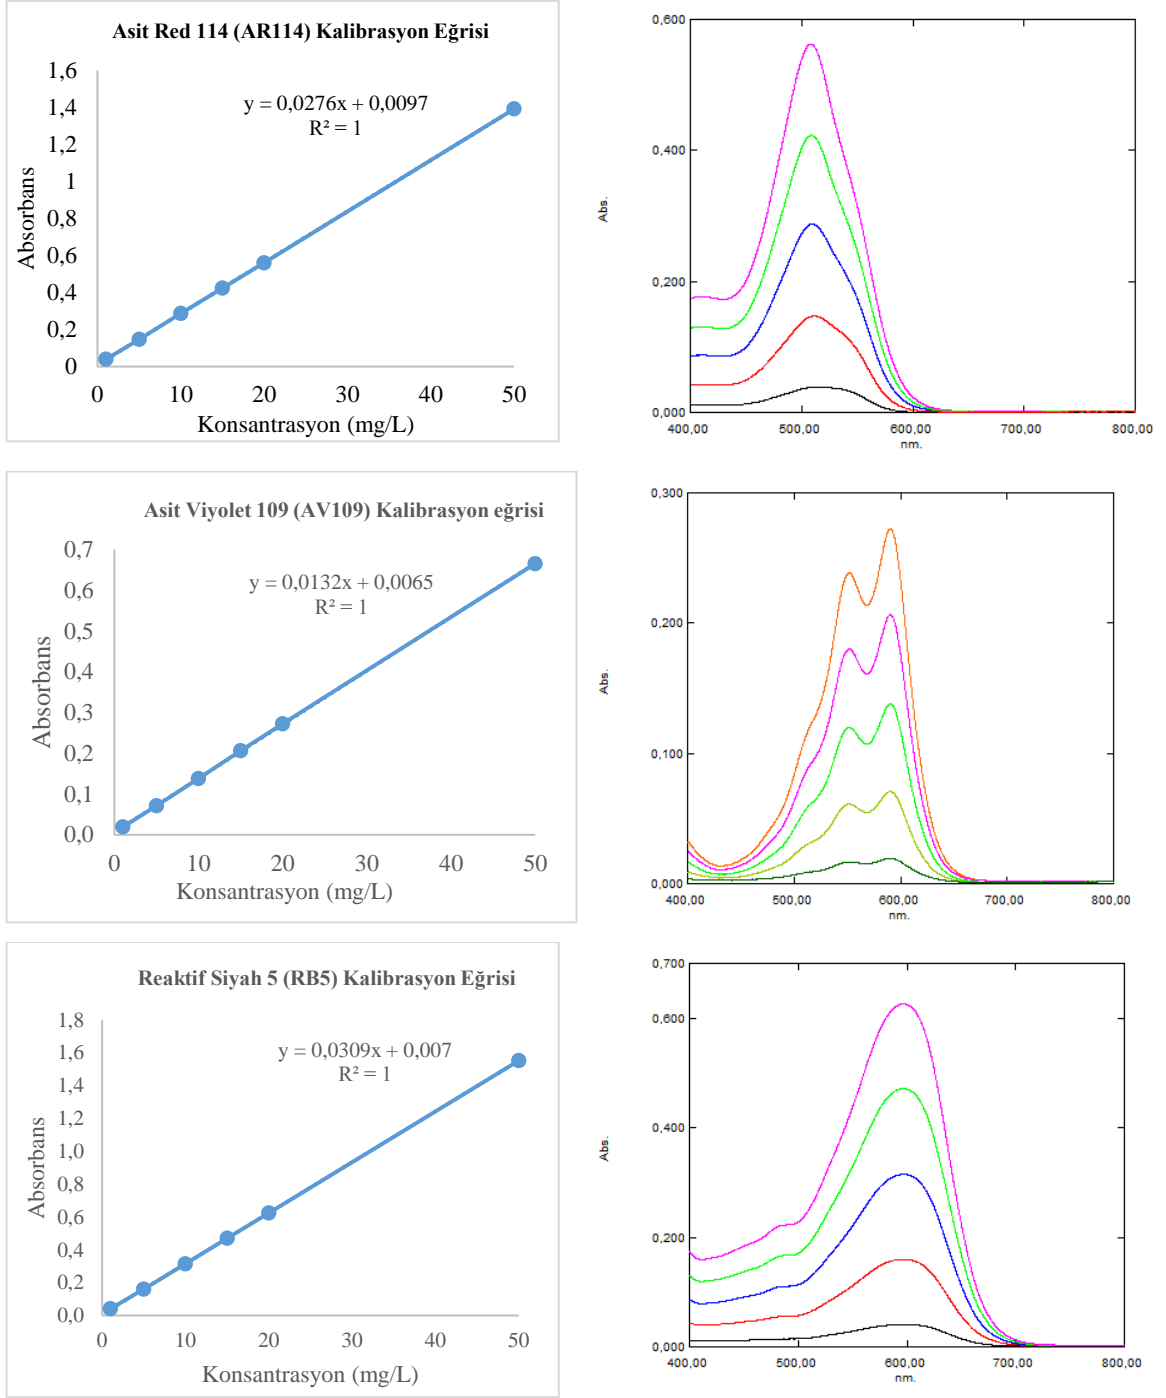 Asit Red 114 (AR114) Kalibrasyon Eğrisi
y = 0,0276x + 0,0097
R² = 1
1,6
1,4
1,2
1
0,8
0,6
0,4
0,2
0
0 10 20 30 40 50
Absorbans
Konsantrasyon (mg/L)
0,600
0,400
0,200
0,000
Abs.
400,00 500,00 600,00 700,00 800,00
nm.
Asit Viyolet 109 (AV109) Kalibrasyon eğrisi
y = 0,0132x + 0,0065
R² = 1
0,7
0,6
0,5
0,4
0,3
0,2
0,1
0,0
0 10 20 30 40 50
Absorbans
Konsantrasyon (mg/L)
0,300
0,200
0,100
0,000
Abs.
400,00 500,00 600,00 700,00 800,00
nm.
Reaktif Siyah 5 (RB5) Kalibrasyon Eğrisi
y = 0,0309x + 0,007
R² = 1
1,8
1,6
1,4
1,2
1,0
0,8
0,6
0,4
0,2
0,0
0 10 20 30 40 50
Absorbans
Konsantrasyon (mg/L)
0,700
0,600
0,400
0,200
0,000
Abs.
400,00 500,00 600,00 700,00 800,00
nm.